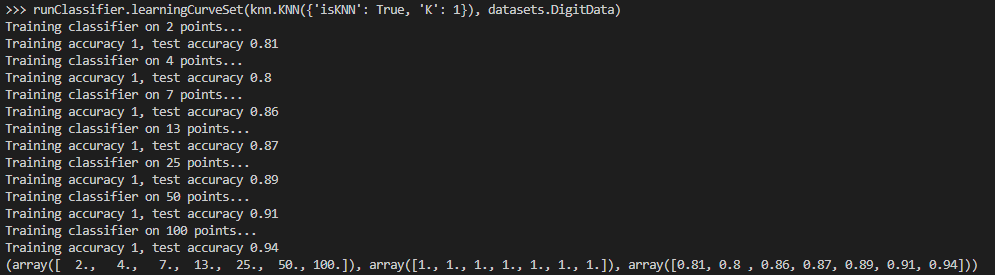 >>> runClassifier.learningCurveSet(knn.KNN({'isKNN': True, 'K': 1}), datasets.DigitData)
Training classifier on 2 points...
Training accuracy 1, test accuracy 0.81
Training classifier on 4 points...
Training accuracy 1, test accuracy 0.8
Training classifier on 7 points...
Training accuracy 1, test accuracy 0.86
Training classifier on 13 points...
Training accuracy 1, test accuracy 0.87
Training classifier on 25 points...
Training accuracy 1, test accuracy 0.89
Training classifier on 50 points...
Training accuracy 1, test accuracy 0.91
Training classifier on 100 points...
Training accuracy 1, test accuracy 0.94
(array([  2.,   4.,   7.,  13.,  25.,  50., 100.]), array([1., 1., 1., 1., 1., 1., 1.]), array([0.81, 0.8 , 0.86, 0.87, 0.89, 0.91, 0.94]))